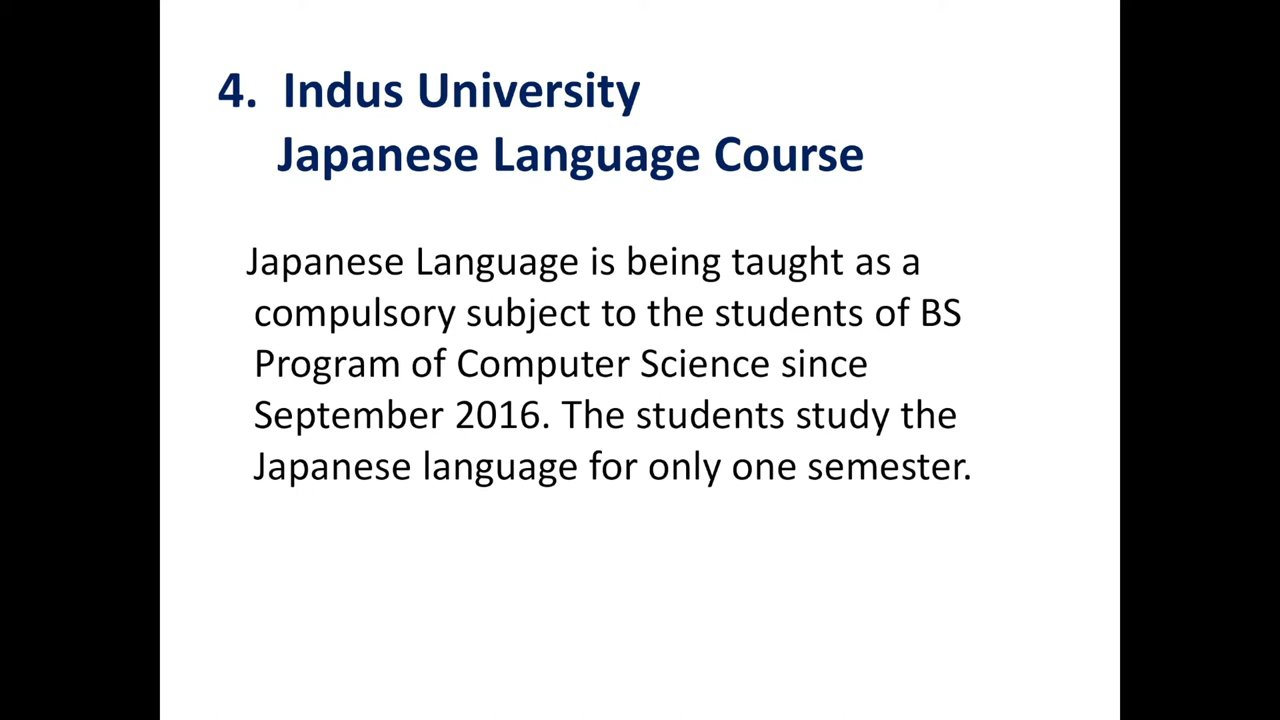 4. Indus University
Japanese Language Course
Japanese Language is being taught as a
compulsory subject to the students of BS
Program of Computer Science since
September 2016. The students study the
Japanese language for only one semester.